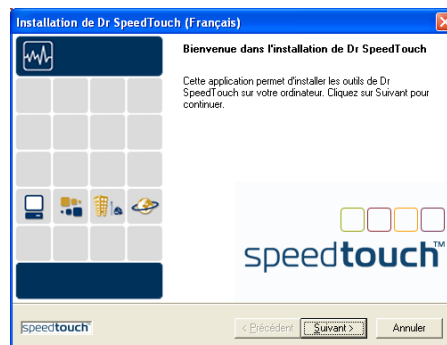 Installation de Dr SpeedTouch (Français)
Bienvenue dans l'installation de Dr SpeedTouch
Cette application permet d'installer les outils de Dr
SpeedTouch sur votre ordinateur. Cliquez sur Suivant pour
continuer.
speedtouch™
speedtouch™
< Précédent
Suivant >
Annuler